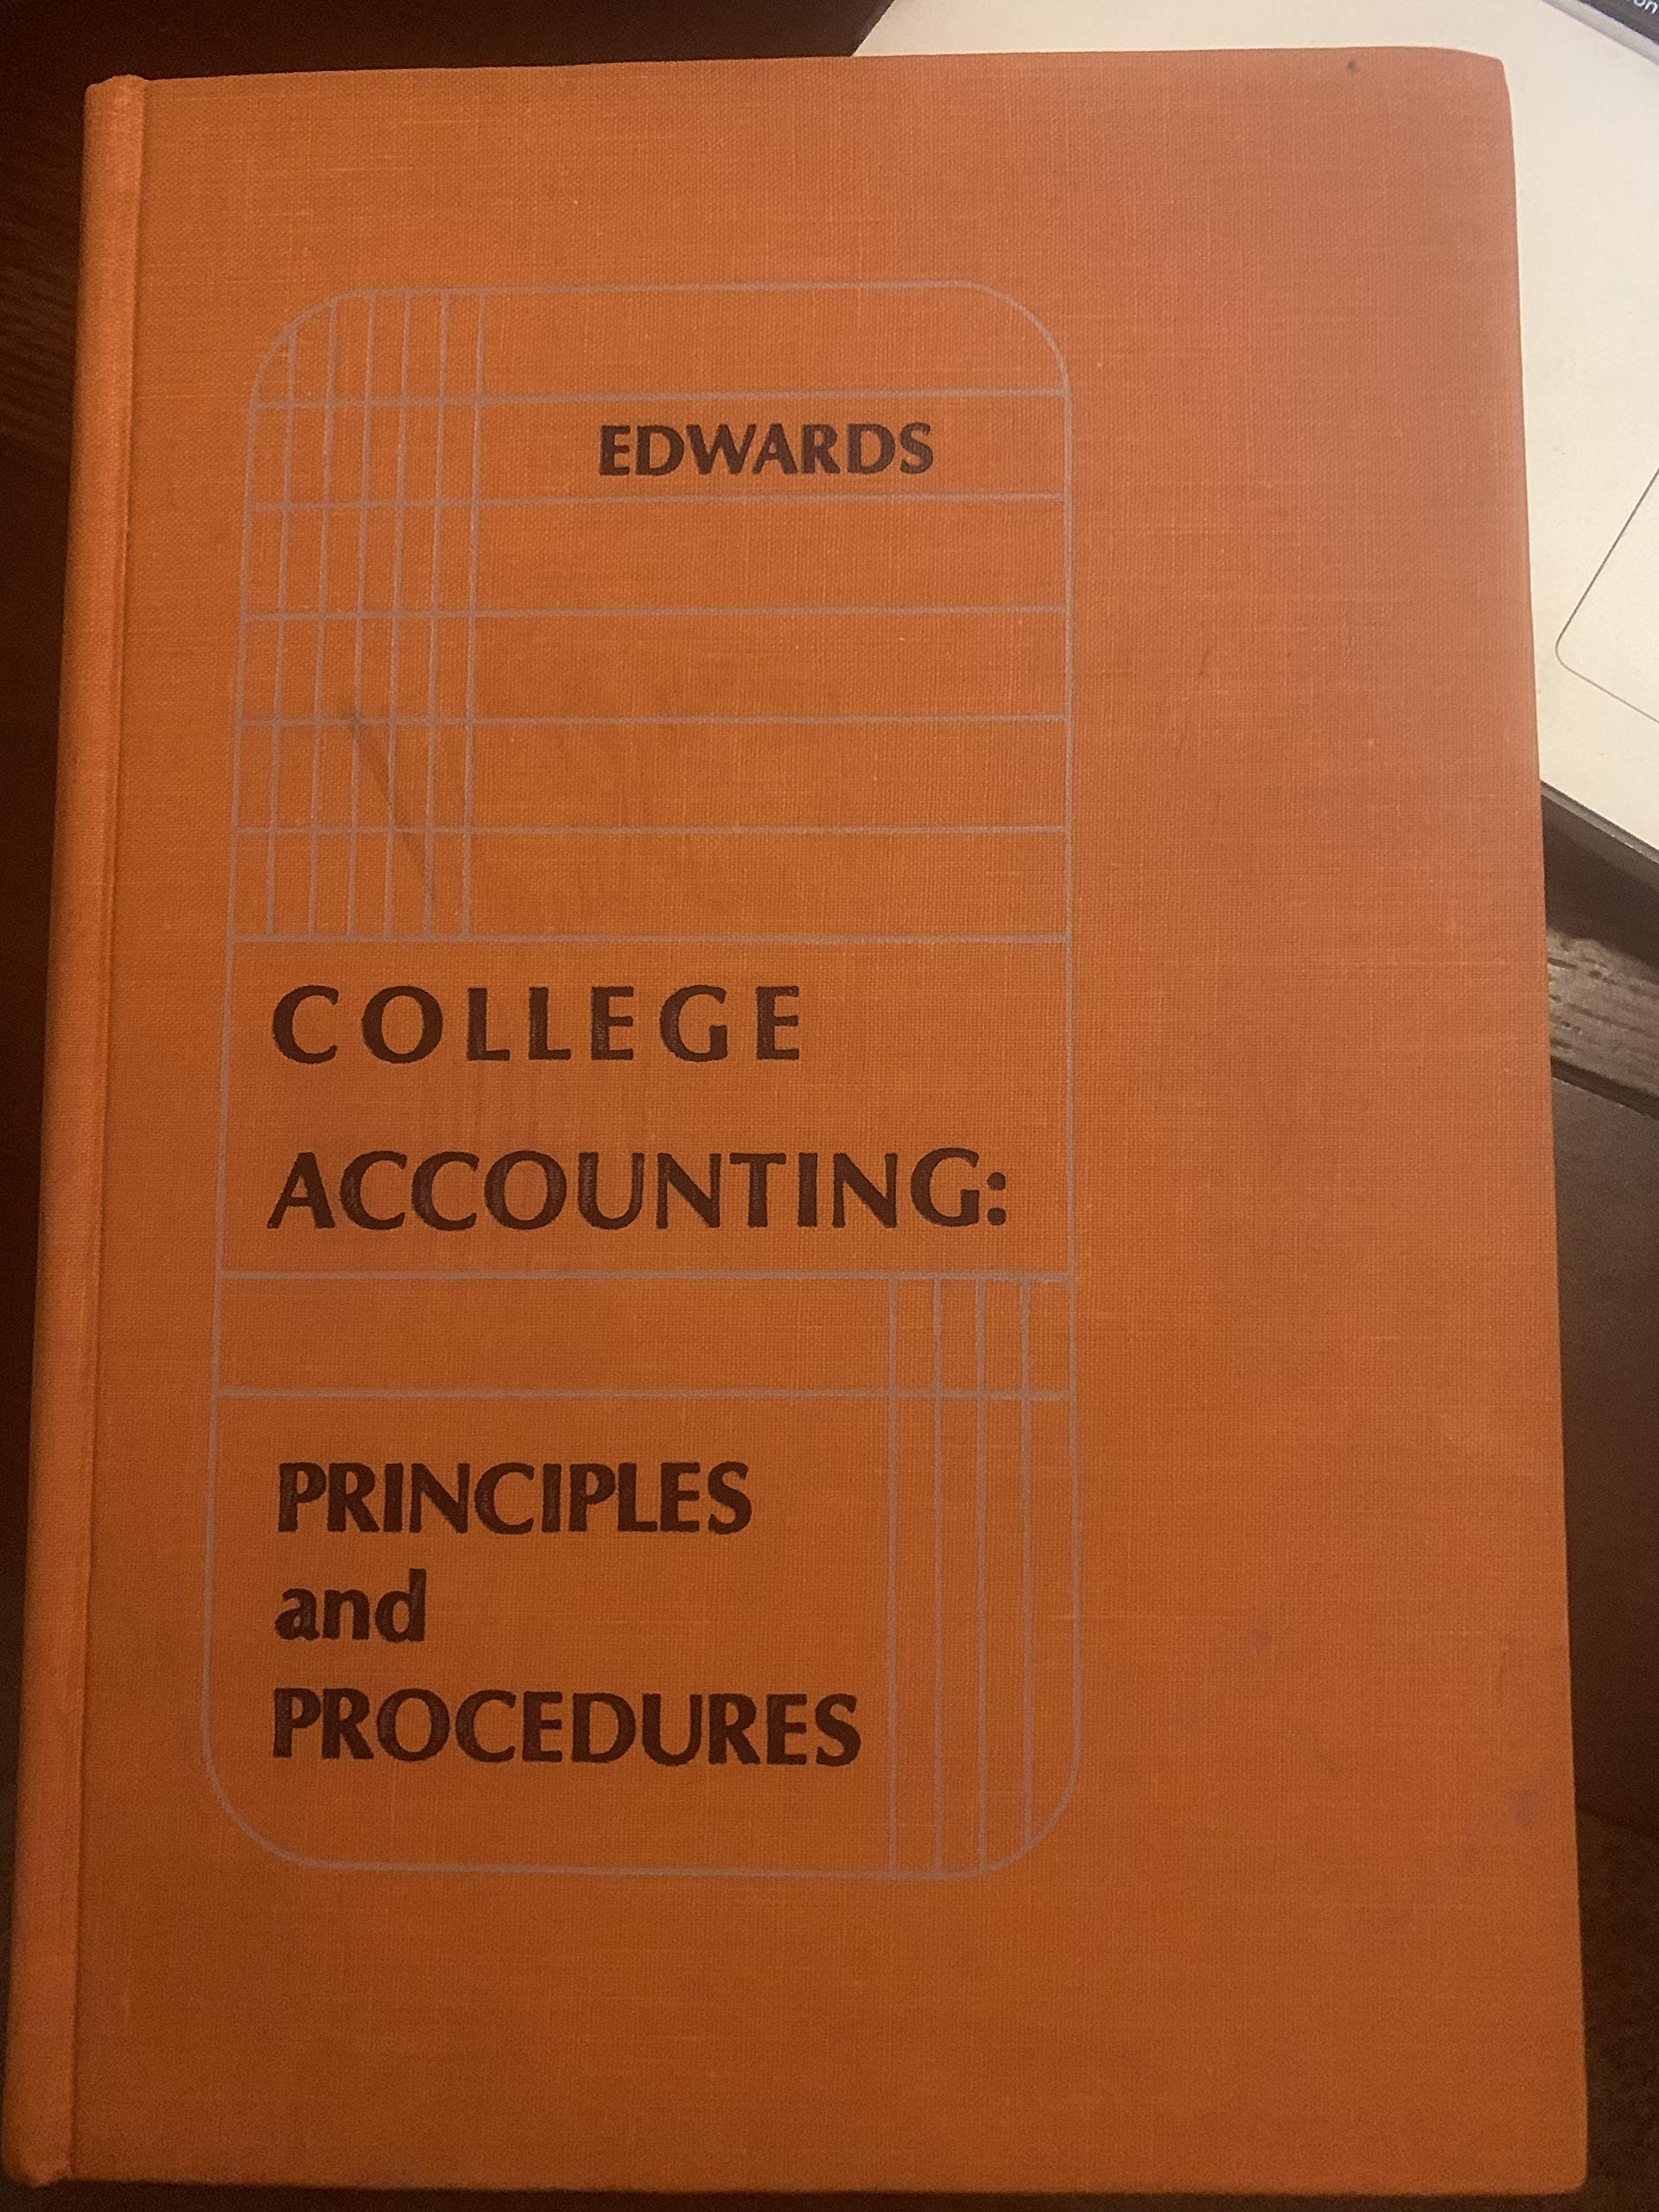 EDWARDS
COLLEGE
ACCOUNTING:
PRINCIPLES
and
PROCEDURES